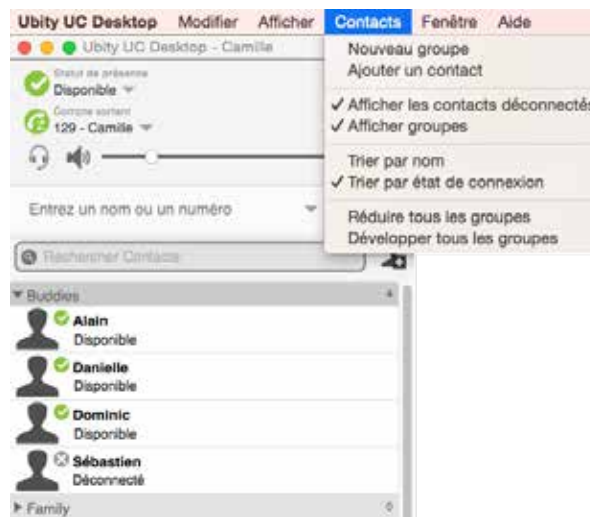 Ubity UC Desktop Modifier Afficher Contacts Fenêtre Aide
Ubity UC Desktop - Camille
Statut de présence
Disponible
Compte sortant
129 - Camille
Entrez un nom ou un numéro
Rechercher Contacts
Nouveau groupe
Ajouter un contact
✓ Afficher les contacts déconnectés
✓ Afficher groupes
Trier par nom
✓ Trier par état de connexion
Réduire tous les groupes
Développer tous les groupes
Buddies 4
Alain
Disponible
Danielle
Disponible
Dominic
Disponible
Sébastien
Déconnecté
Family 0